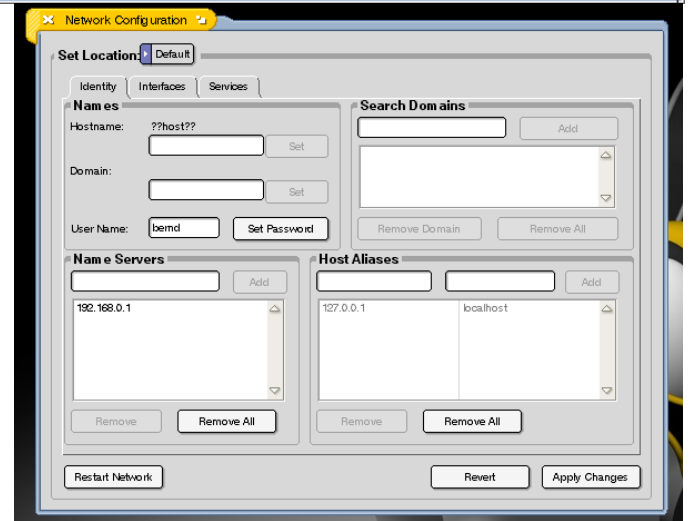 Network Configuration
Set Location: Default
Identity Interfaces Services
Names
Hostname: ??host??
Set
Domain:
Set
User Name: bernd Set Password
Search Domains
Add
Remove Domain Remove All
Name Servers
Add
192.168.0.1
Remove Remove All
Host Aliases
Add
127.0.0.1 localhost
Remove Remove All
Restart Network Revert Apply Changes